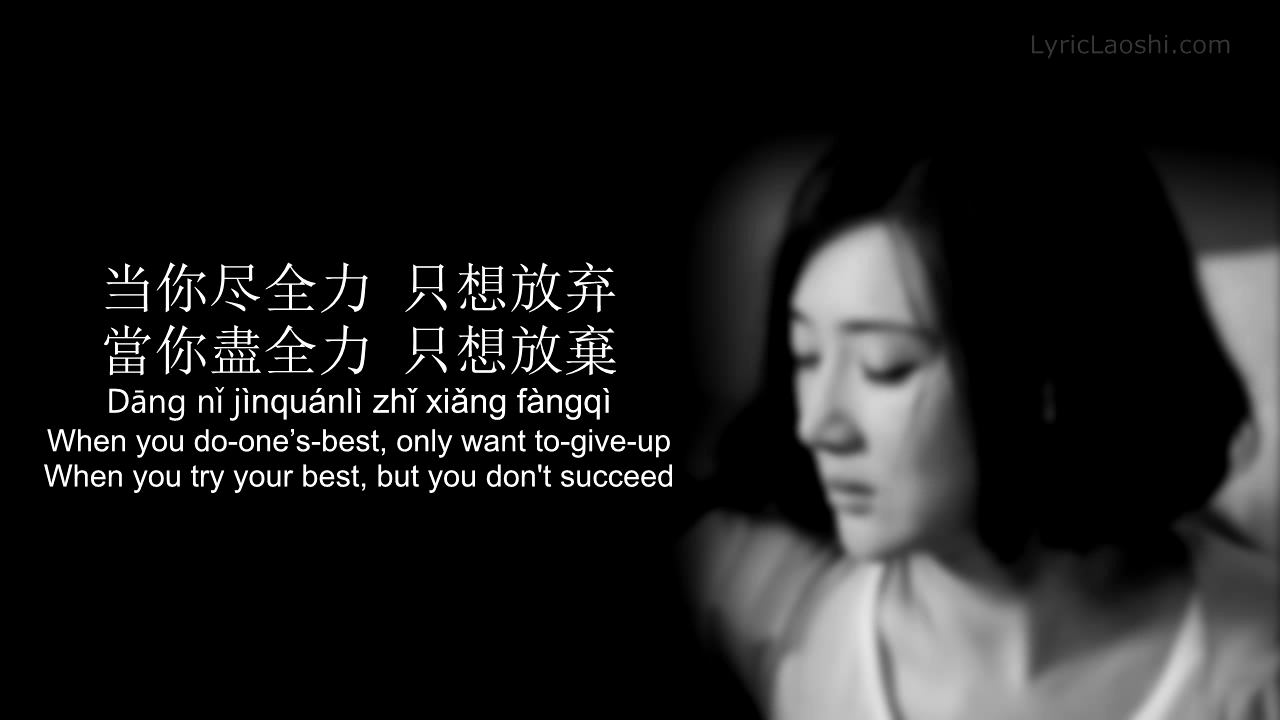 LyricLaoshi.com
当你尽全力 只想放弃
當你盡全力 只想放棄
Dāng nǐ jìnquánlì zhǐ xiǎng fàngqì
When you do-one’s-best, only want to-give-up
When you try your best, but you don't succeed